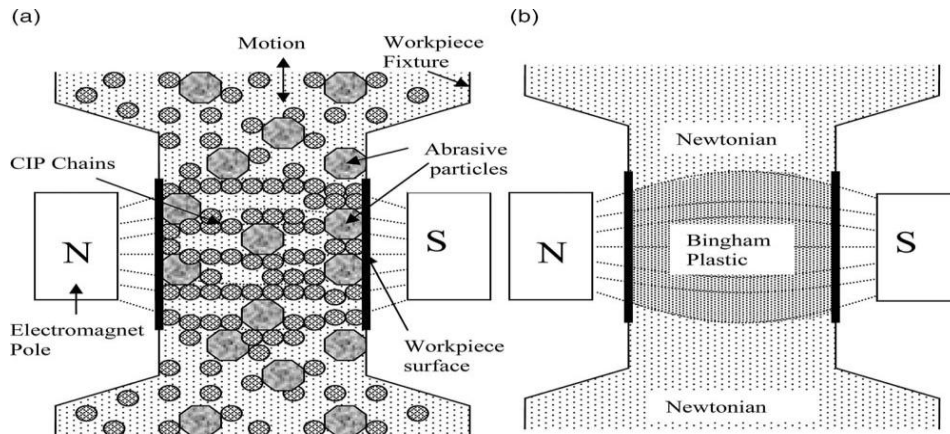 (a)
Motion
Workpiece
Fixture
CIP Chains
Abrasive
particles
N
S
Electromagnet
Pole
Workpiece
surface
(b)
Newtonian
N
Bingham
Plastic
S
Newtonian